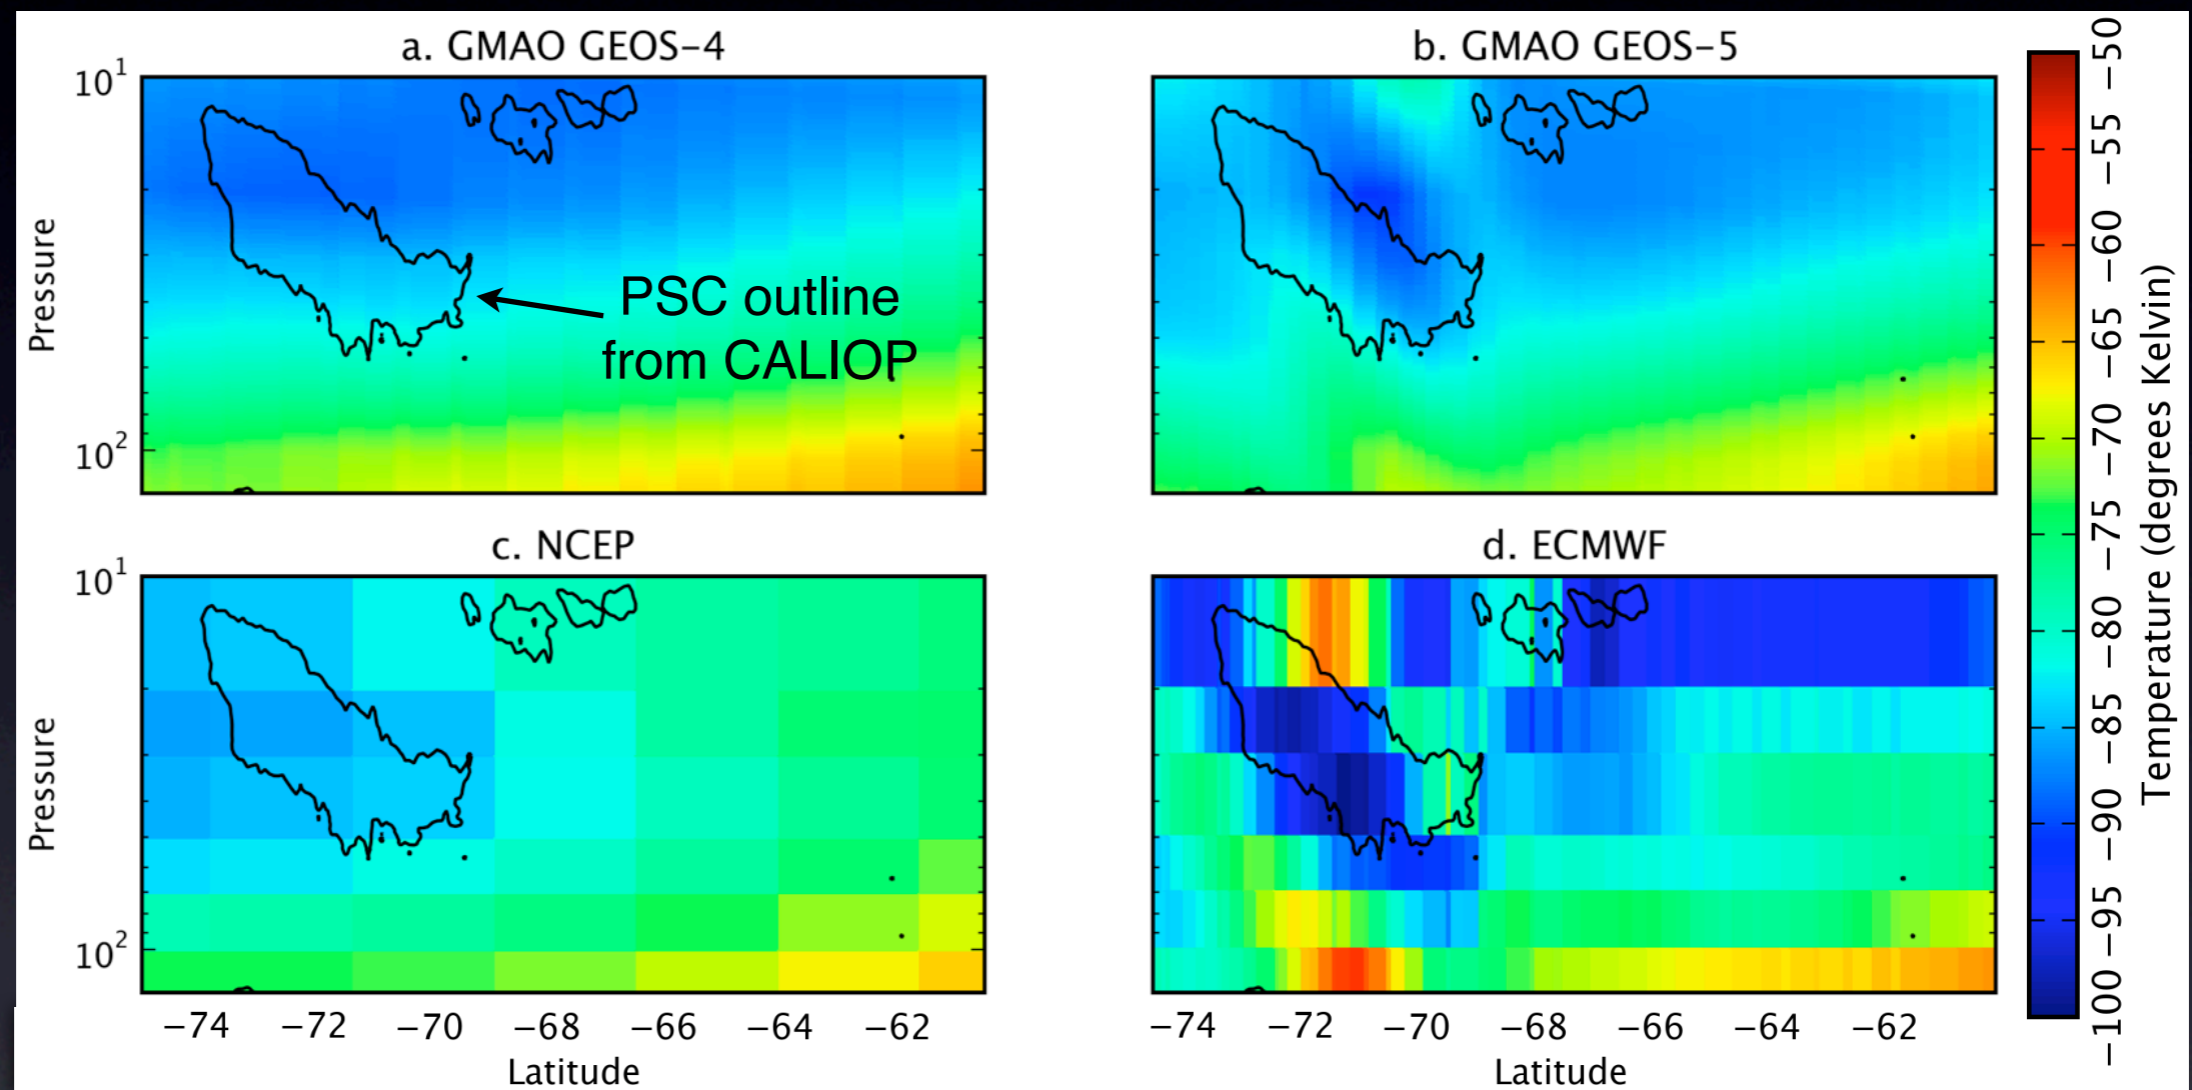 a. GMAO GEOS-4
b. GMAO GEOS-5
10¹
10²
Pressure
PSC outline
from CALIOP
c. NCEP
d. ECMWF
10¹
10²
Pressure
−74 −72 −70 −68 −66 −64 −62
Latitude
−74 −72 −70 −68 −66 −64 −62
Latitude
−100 −95 −90 −85 −80 −75 −70 −65 −60 −55 −50
Temperature (degrees Kelvin)